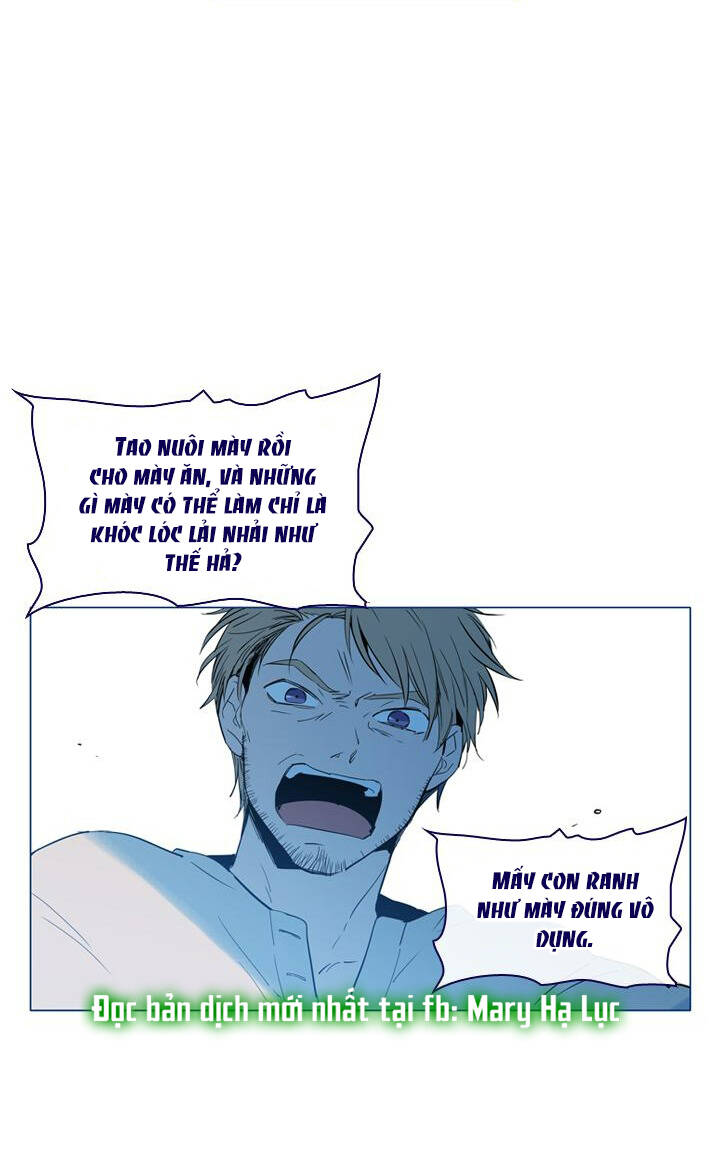 TAO NUÔI MÀY RỒI
CHO MÀY ĂN, VÀ NHỮNG
GÌ MÀY CÓ THỂ LÀM CHỈ LÀ
KHÓC LÓC LẢI NHẢI NHƯ
THẾ HẢ?
MẤY CON RANH
NHƯ MÀY ĐÚNG VÔ
DỤNG.
Đọc bản dịch mới nhất tại fb: Mary Hạ Lục